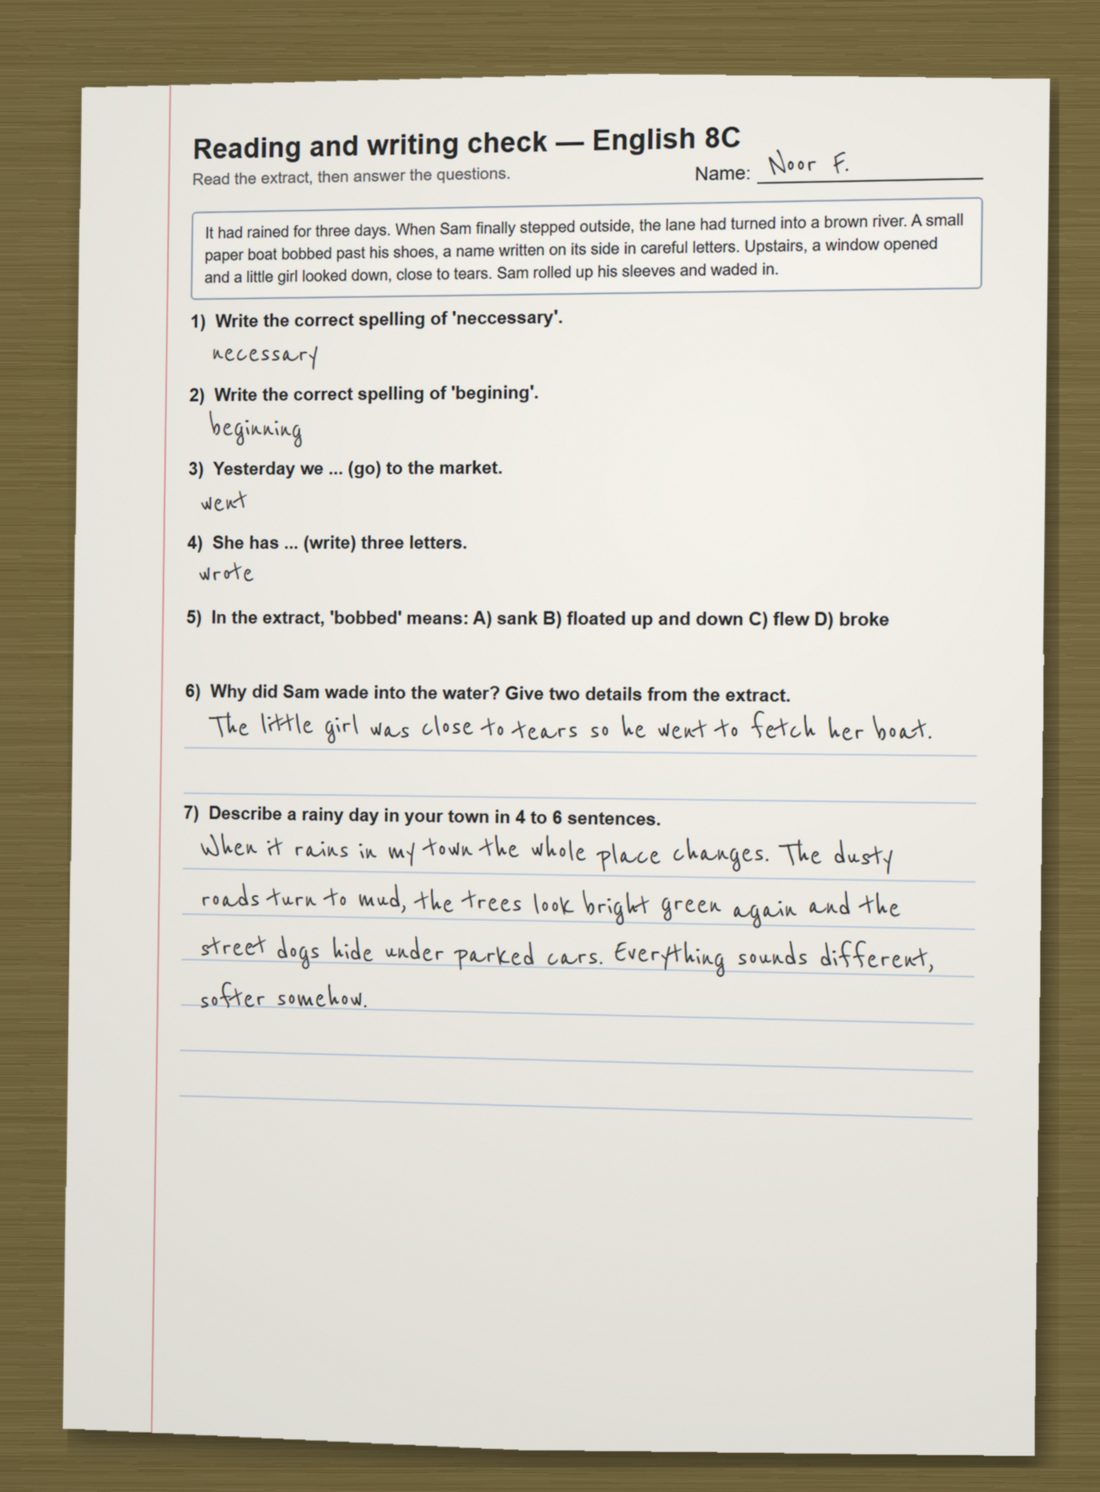 Reading and writing check — English 8C
Read the extract, then answer the questions.
Name: Noor F.
It had rained for three days. When Sam finally stepped outside, the lane had turned into a brown river. A small
paper boat bobbed past his shoes, a name written on its side in careful letters. Upstairs, a window opened
and a little girl looked down, close to tears. Sam rolled up his sleeves and waded in.
1) Write the correct spelling of 'neccessary'.
necessary
2) Write the correct spelling of 'begining'.
beginning
3) Yesterday we ... (go) to the market.
went
4) She has ... (write) three letters.
wrote
5) In the extract, 'bobbed' means: A) sank B) floated up and down C) flew D) broke
6) Why did Sam wade into the water? Give two details from the extract.
The little girl was close to tears so he went to fetch her boat.
7) Describe a rainy day in your town in 4 to 6 sentences.
When it rains in my town the whole place changes. The dusty
roads turn to mud, the trees look bright green again and the
street dogs hide under parked cars. Everything sounds different,
softer somehow.